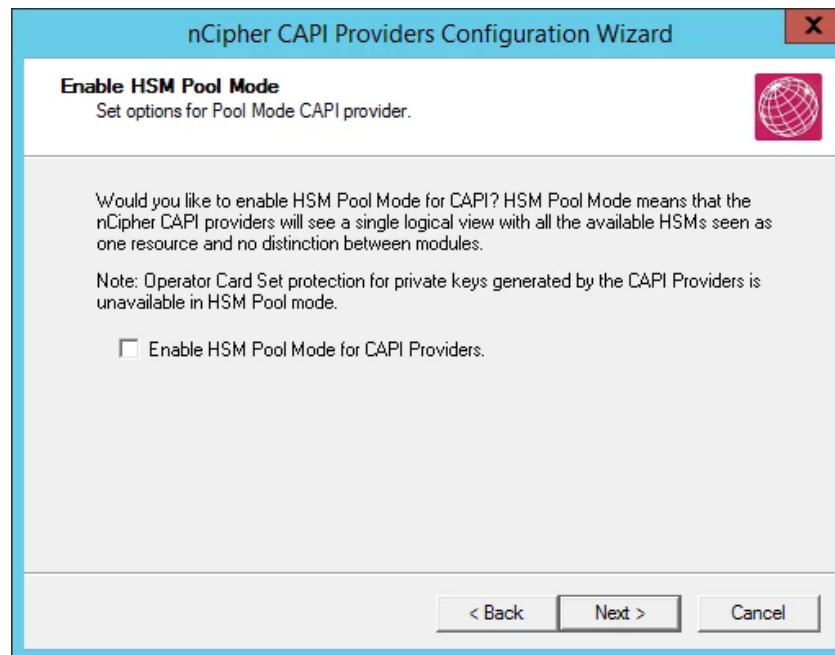 nCipher CAPI Providers Configuration Wizard
X
Enable HSM Pool Mode
Set options for Pool Mode CAPI provider.
Would you like to enable HSM Pool Mode for CAPI? HSM Pool Mode means that the
nCipher CAPI providers will see a single logical view with all the available HSMs seen as
one resource and no distinction between modules.
Note: Operator Card Set protection for private keys generated by the CAPI Providers is
unavailable in HSM Pool mode.
Enable HSM Pool Mode for CAPI Providers.
< Back
Next >
Cancel